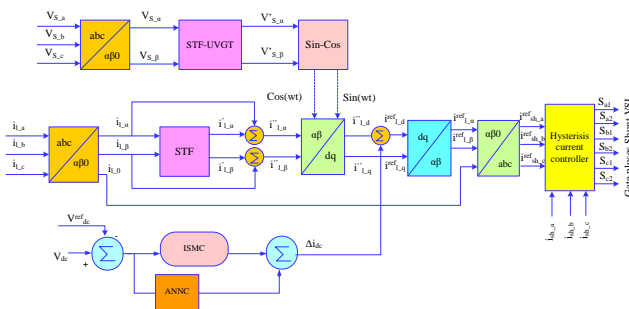 V_S_a
V_S_b
V_S_c
abc
αβ0
V_S_α
V_S_β
STF-UVGT
V'_S_α
V'_S_β
Sin-Cos
Cos(wt)
Sin(wt)
i_l_a
i_l_b
i_l_c
abc
αβ0
i_l_α
i_l_β
i_l_0
STF
i'_l_α
i'_l_β
∑
∑
i''_l_α
i''_l_β
αβ
dq
i''_l_d
i''_l_q
∑
i^ref_l_d
i^ref_l_q
dq
αβ
i^ref_l_α
i^ref_l_β
αβ0
abc
i^ref_sh_a
i^ref_sh_b
i^ref_sh_c
Hysterisis
current
controller
S_a1
S_a2
S_b1
S_b2
S_c1
S_c2
i_sh_a
i_sh_b
i_sh_c
V^ref_dc
-
V_dc
+
∑
ISMC
ANNC
∑
Δi_dc